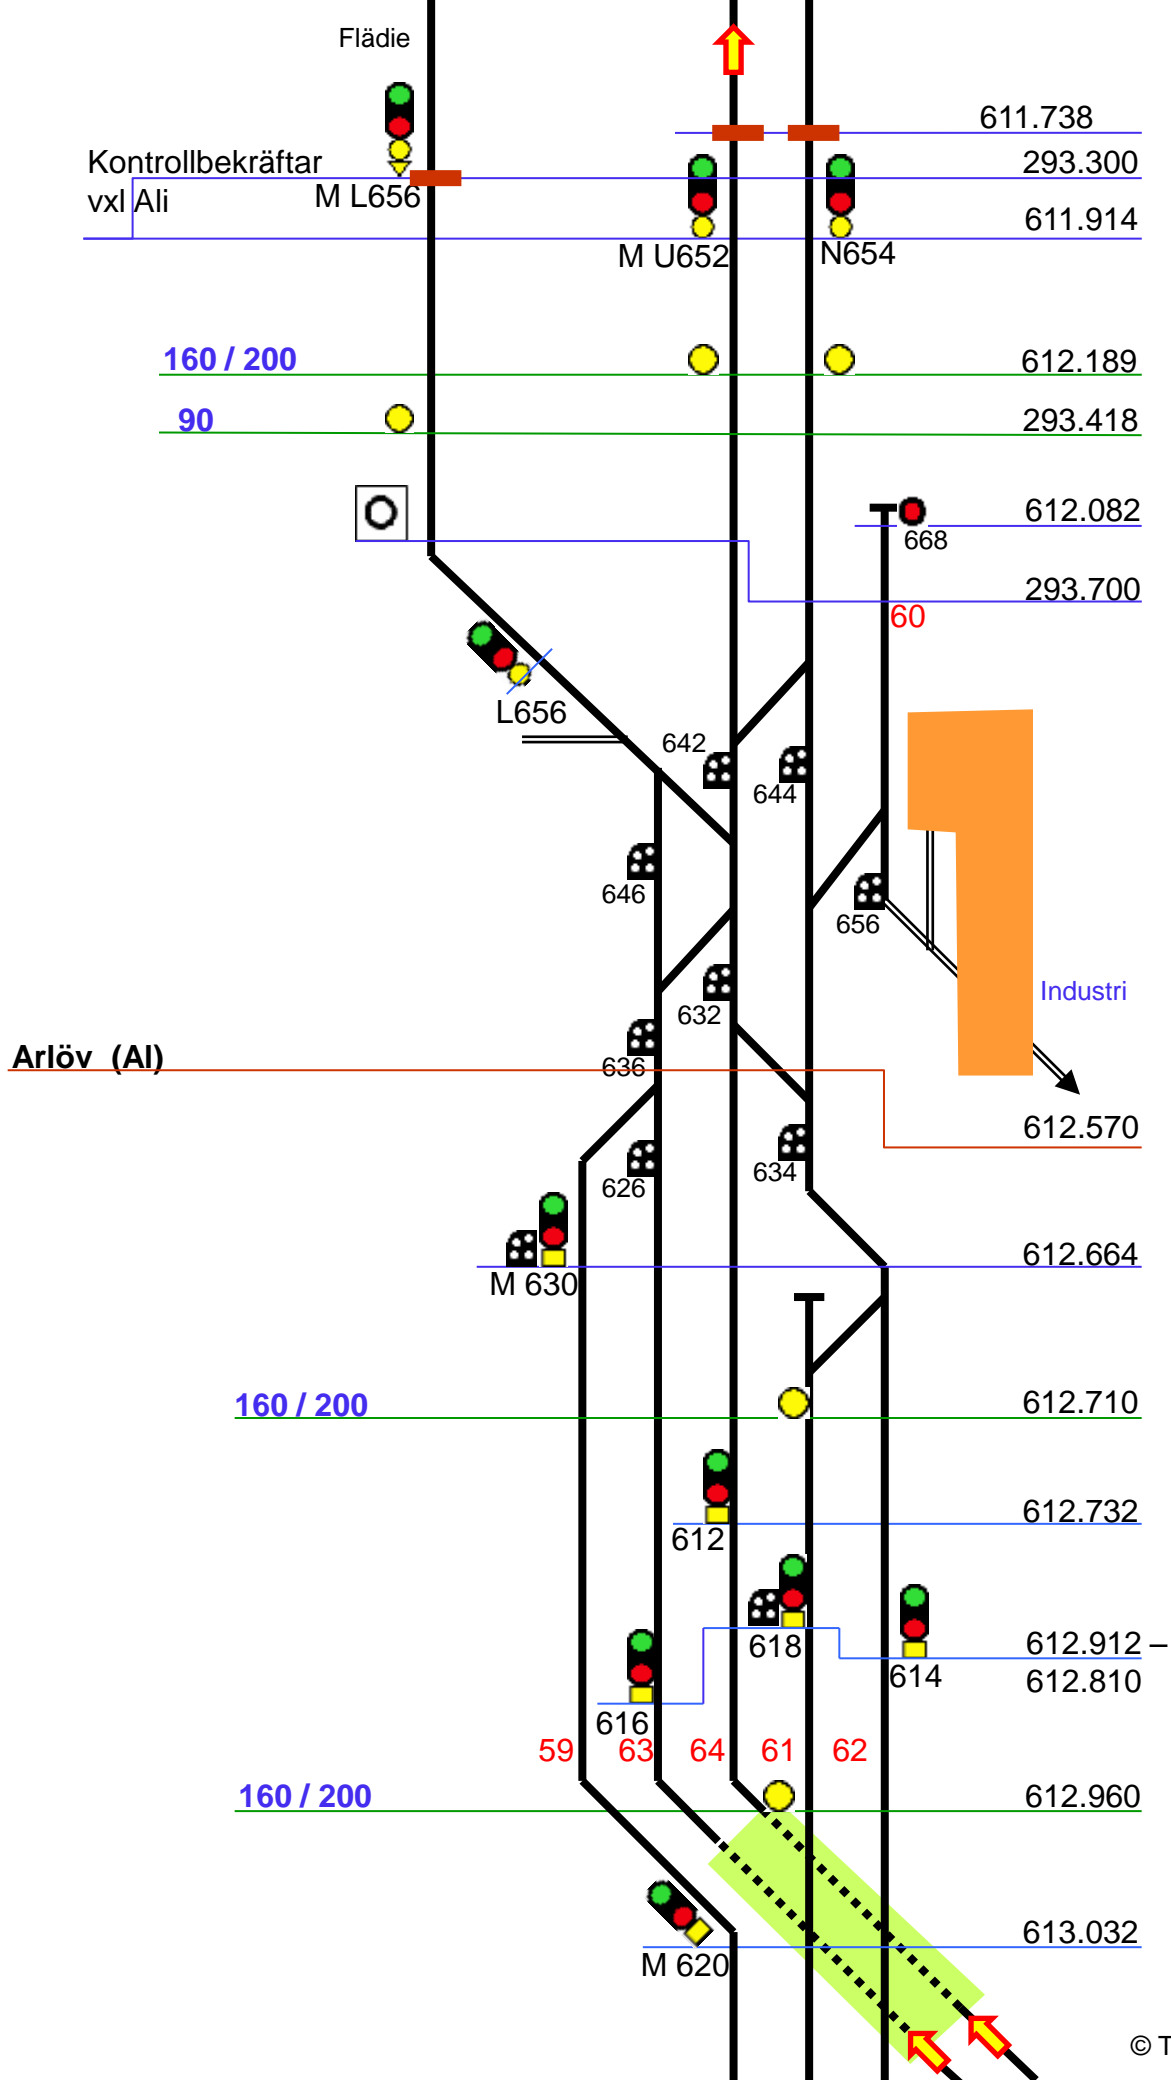 Flädie
611.738
Kontrollbekräftar
293.300
vxl Ali
M L656
611.914
M U652
N654
160 / 200
612.189
90
293.418
612.082
668
293.700
60
L656
642
644
646
656
632
Industri
Arlöv (Al)
636
612.570
634
626
612.664
M 630
160 / 200
612.710
612.732
612
618
612.912 –
614
612.810
616
59
63
64
61
62
160 / 200
612.960
613.032
M 620
© T